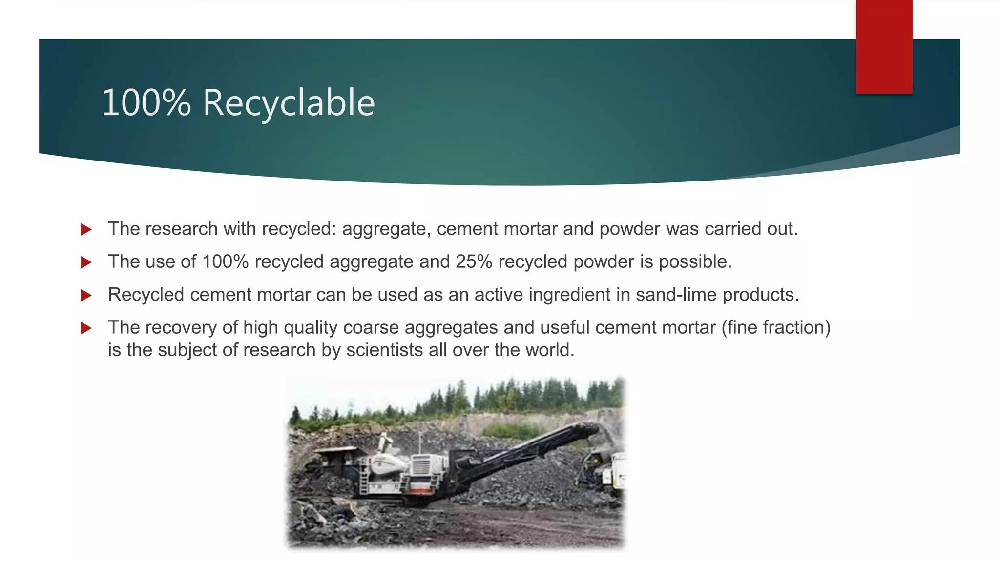 100% Recyclable
The research with recycled: aggregate, cement mortar and powder was carried out.
The use of 100% recycled aggregate and 25% recycled powder is possible.
Recycled cement mortar can be used as an active ingredient in sand-lime products.
The recovery of high quality coarse aggregates and useful cement mortar (fine fraction)
is the subject of research by scientists all over the world.